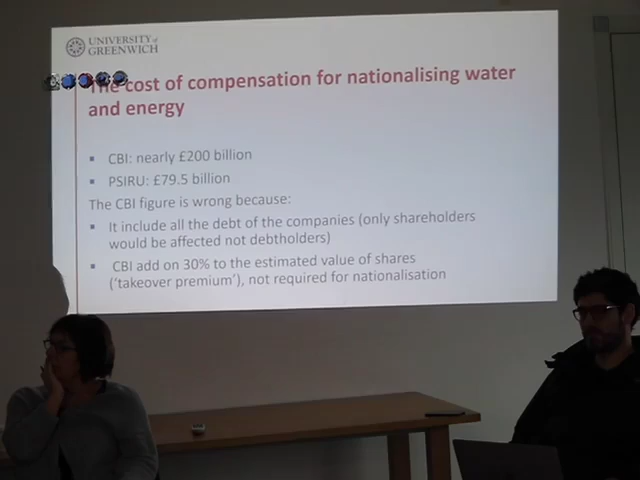 UNIVERSITY of
GREENWICH
The cost of compensation for nationalising water
and energy
▪ CBI: nearly £200 billion
▪ PSIRU: £79.5 billion
The CBI figure is wrong because:
▪ It include all the debt of the companies (only shareholders
would be affected not debtholders)
▪ CBI add on 30% to the estimated value of shares
('takeover premium'), not required for nationalisation